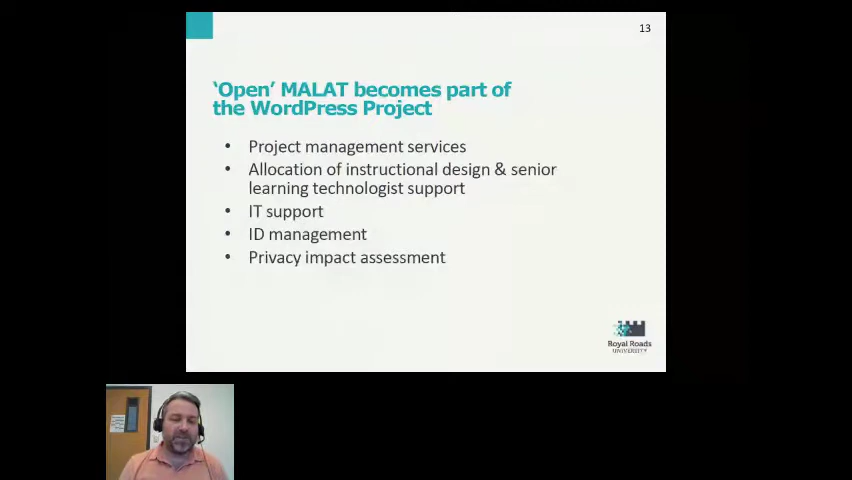 13
‘Open’ MALAT becomes part of
the WordPress Project
• Project management services
• Allocation of instructional design & senior
learning technologist support
• IT support
• ID management
• Privacy impact assessment
Royal Roads
UNIVERSITY